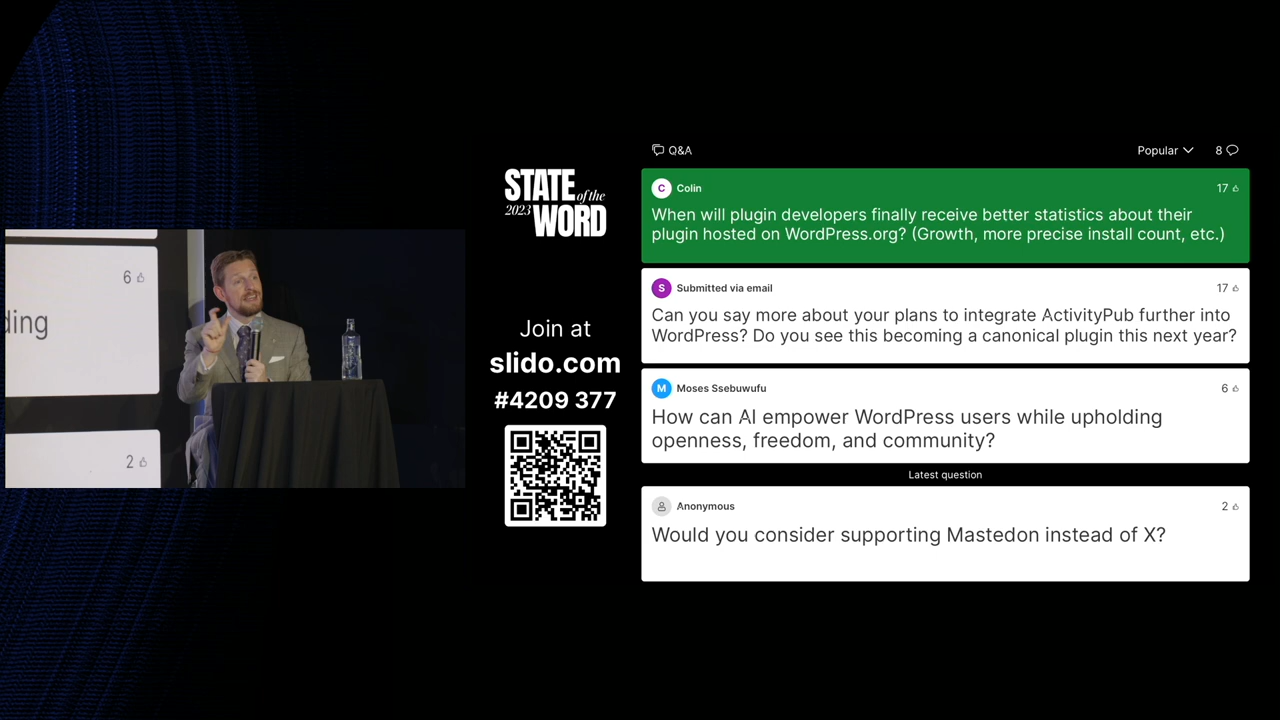 6
ding
2
STATE of the
2023 WORD
Join at
slido.com
#4209 377
Q&A
Popular
8
C
Colin
17
When will plugin developers finally receive better statistics about their
plugin hosted on WordPress.org? (Growth, more precise install count, etc.)
S
Submitted via email
17
Can you say more about your plans to integrate ActivityPub further into
WordPress? Do you see this becoming a canonical plugin this next year?
M
Moses Ssebuwufu
6
How can AI empower WordPress users while upholding
openness, freedom, and community?
Latest question
Anonymous
2
Would you consider supporting Mastedon instead of X?